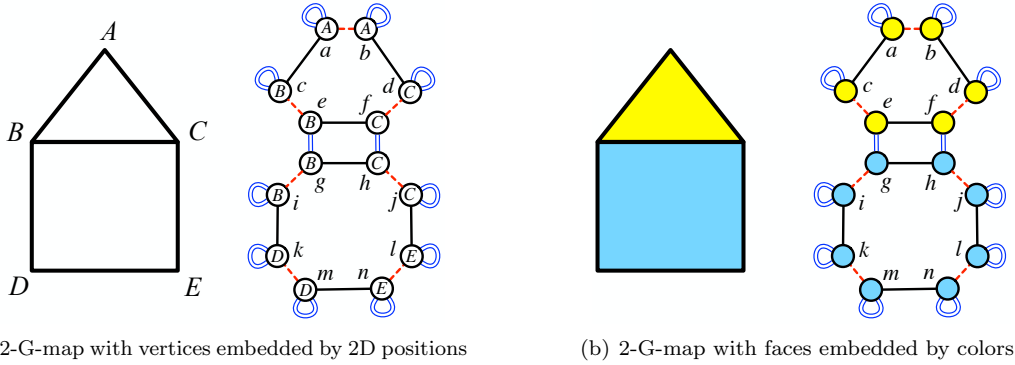 A
B
C
D
E
A A
a b
B c d C
e f
B C
B C
g h
B i j C
D k l E
m n
D E
a b
c d
e f
g h
i j
k l
m n
2-G-map with vertices embedded by 2D positions
(b) 2-G-map with faces embedded by colors